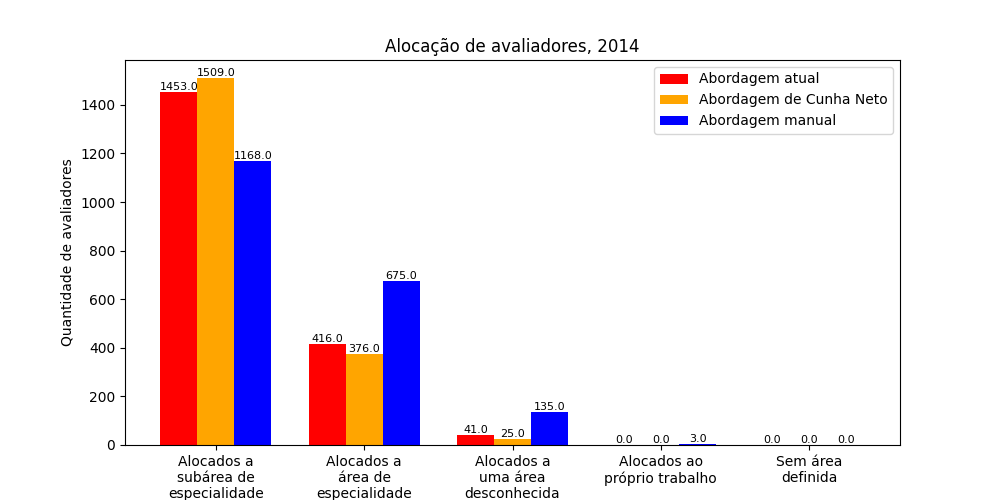 Alocação de avaliadores, 2014
Abordagem atual
Abordagem de Cunha Neto
Abordagem manual
Quantidade de avaliadores
1400
1200
1000
800
600
400
200
0
1453.0
1509.0
1168.0
416.0
376.0
675.0
41.0
25.0
135.0
0.0
0.0
3.0
0.0
0.0
0.0
Alocados a
subárea de
especialidade
Alocados a
área de
especialidade
Alocados a
uma área
desconhecida
Alocados ao
próprio trabalho
Sem área
definida